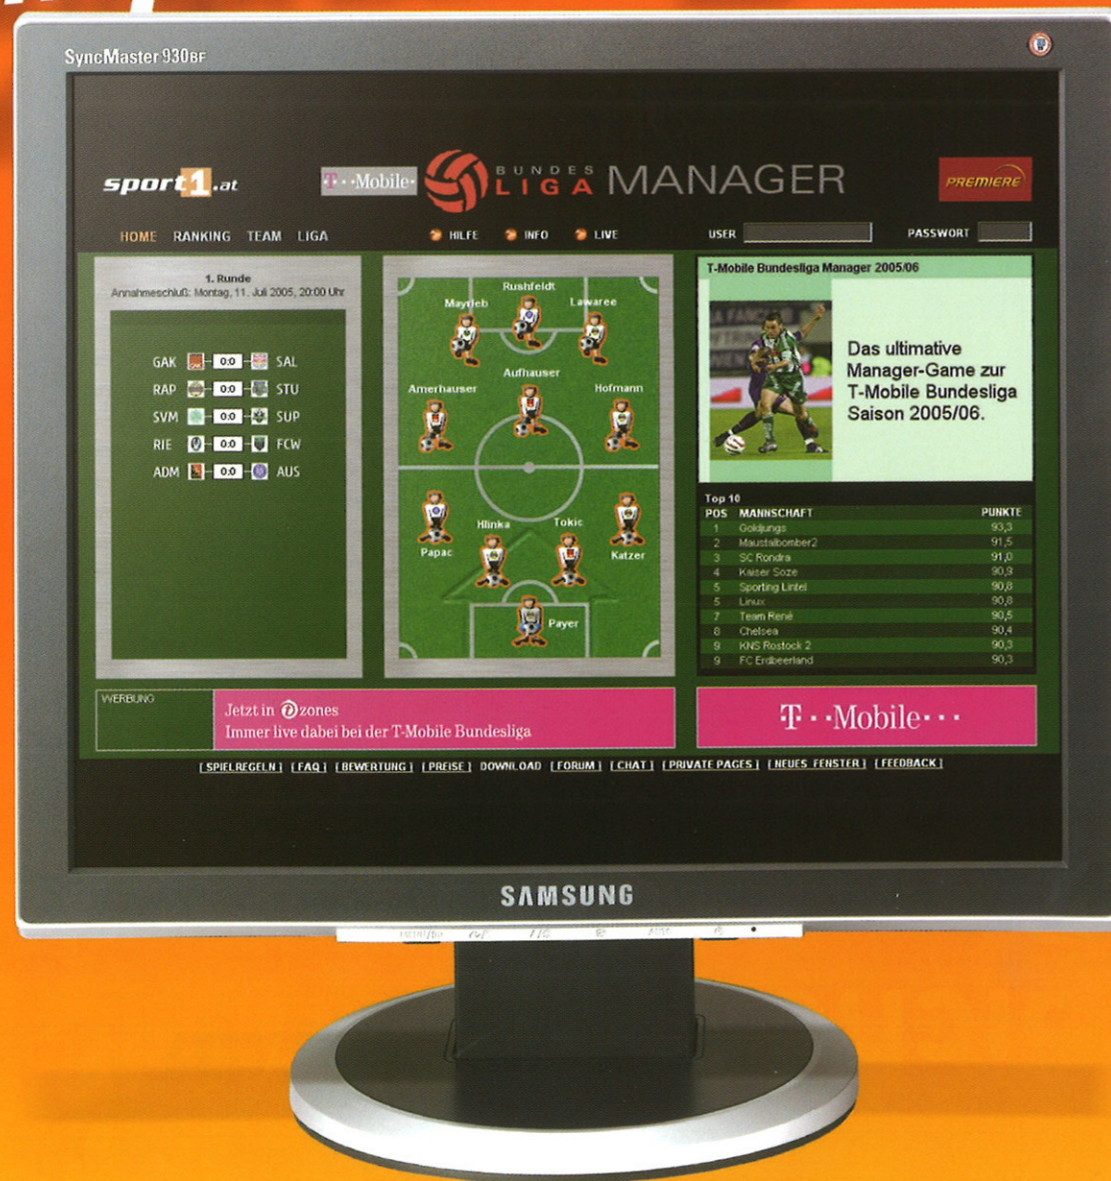 SyncMaster 930BF
sport1.at
T··Mobile·
BUNDES LIGA MANAGER
PREMIERE
HOME RANKING TEAM LIGA
HILFE INFO LIVE
USER PASSWORT
1. Runde
Annahmeschluß: Montag, 11. Juli 2005, 20:00 Uhr
GAK 0:0 SAL
RAP 0:0 STU
SVM 0:0 SUP
RIE 0:0 FCW
ADM 0:0 AUS
Rushfeldt
Mayrleb
Lawaree
Aufhauser
Amerhauser
Hofmann
Hlinka
Tokic
Papac
Katzer
Payer
T-Mobile Bundesliga Manager 2005/06
Das ultimative
Manager-Game zur
T-Mobile Bundesliga
Saison 2005/06.
Top 10
POS MANNSCHAFT PUNKTE
1 Goldjungs 93,3
2 Maustalbomber2 91,5
3 SC Rondra 91,0
4 Kaiser Soze 90,9
5 Sporting Lintel 90,8
5 Linux 90,8
7 Team René 90,5
8 Chelsea 90,4
9 KNS Rostock 2 90,3
9 FC Erdbeerland 90,3
WERBUNG
Jetzt in zones
Immer live dabei bei der T-Mobile Bundesliga
T··Mobile···
[ SPIELREGELN ] [ FAQ ] [ BEWERTUNG ] [ PREISE ] DOWNLOAD [ FORUM ] [ CHAT ] [ PRIVATE PAGES ] [ NEUES FENSTER ] [ FEEDBACK ]
SAMSUNG